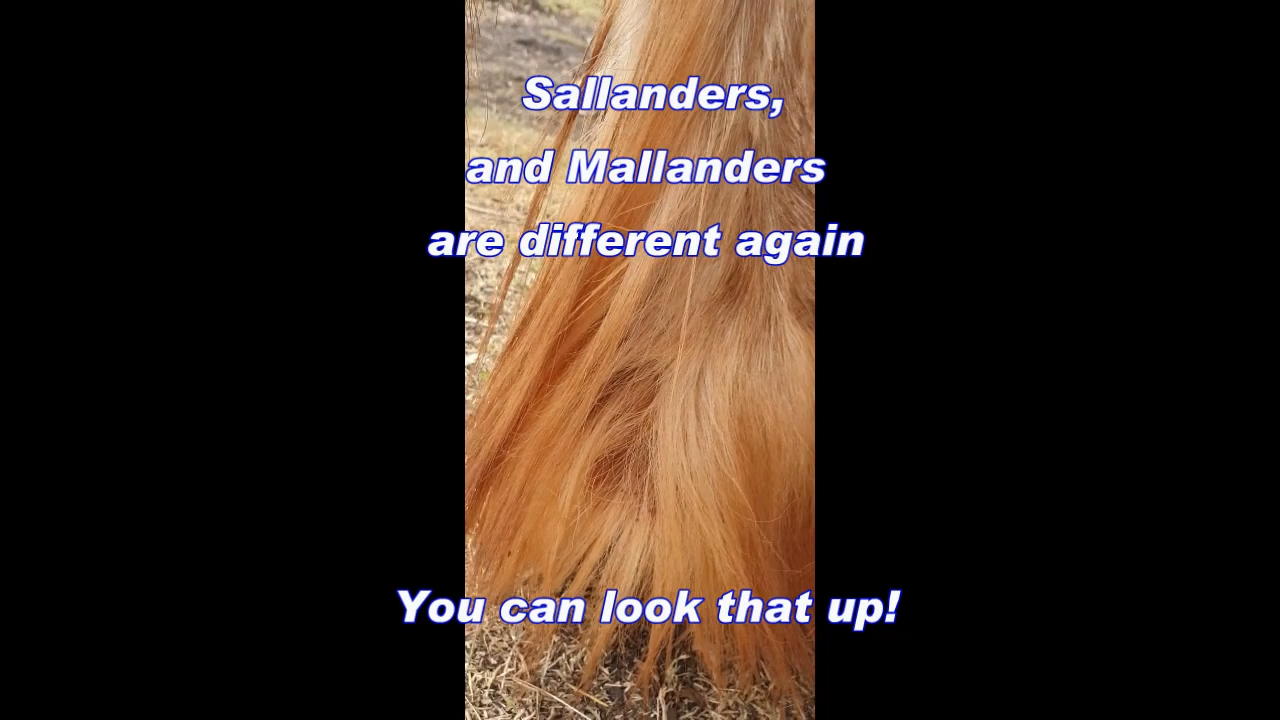 Sallanders,
and Mallanders
are different again
You can look that up!